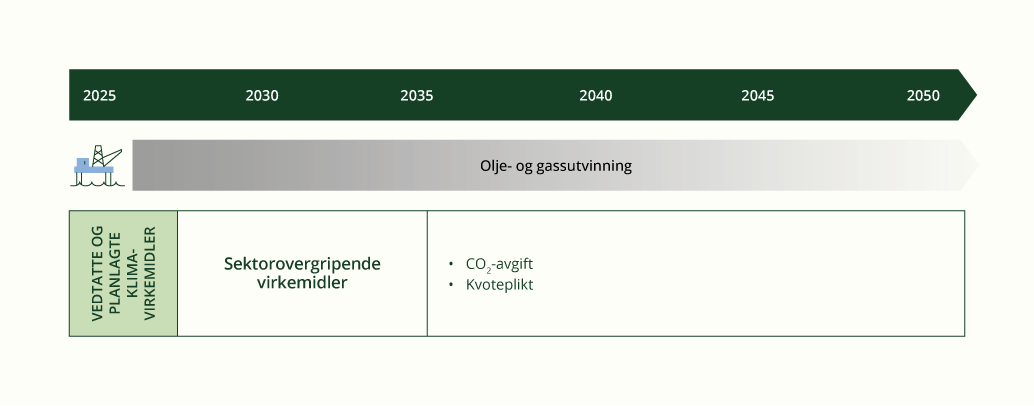 2025 2030 2035 2040 2045 2050
Olje- og gassutvinning
VEDTATTE OG
PLANLAGTE
KLIMA-
VIRKEMIDLER
Sektorovergripende
virkemidler
• CO₂-avgift
• Kvoteplikt